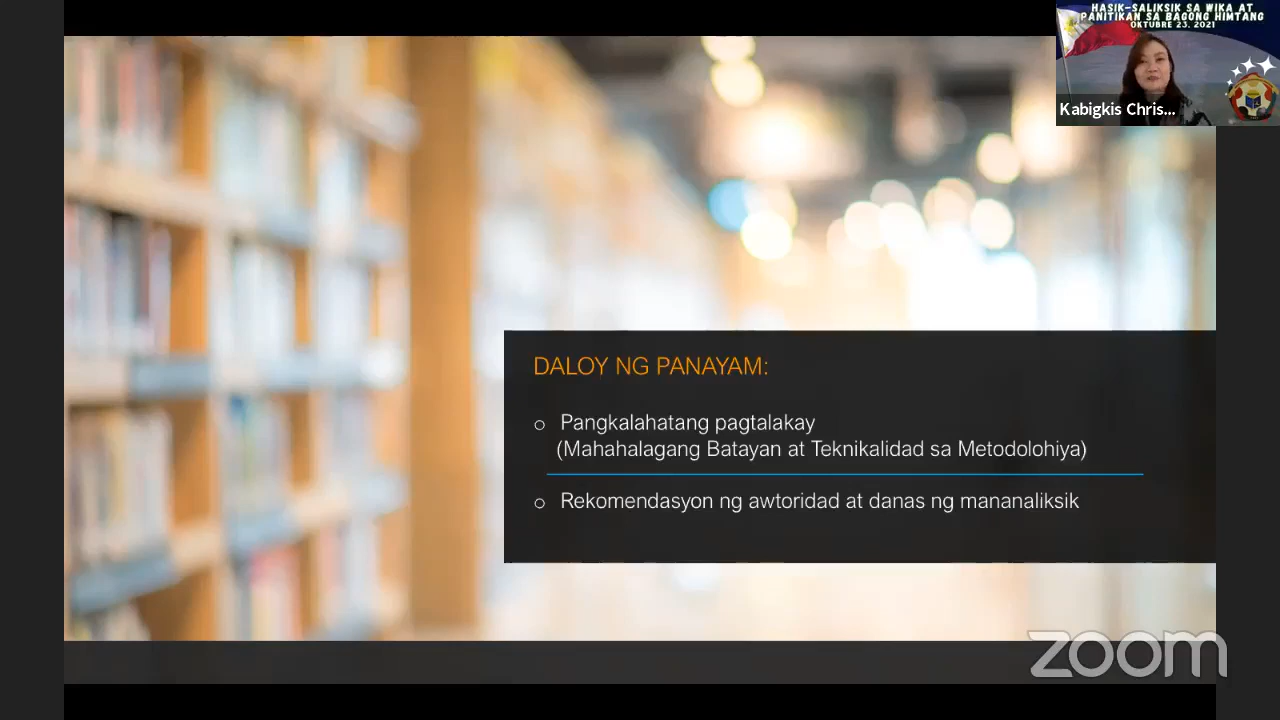 HASIK-SALIKSIK SA WIKA AT
PANITIKAN SA BAGONG HIMTANG
OKTUBRE 23, 2021
Kabigkis Chris...
DALOY NG PANAYAM:
Pangkalahatang pagtalakay
(Mahahalagang Batayan at Teknikalidad sa Metodolohiya)
Rekomendasyon ng awtoridad at danas ng mananaliksik
zoom